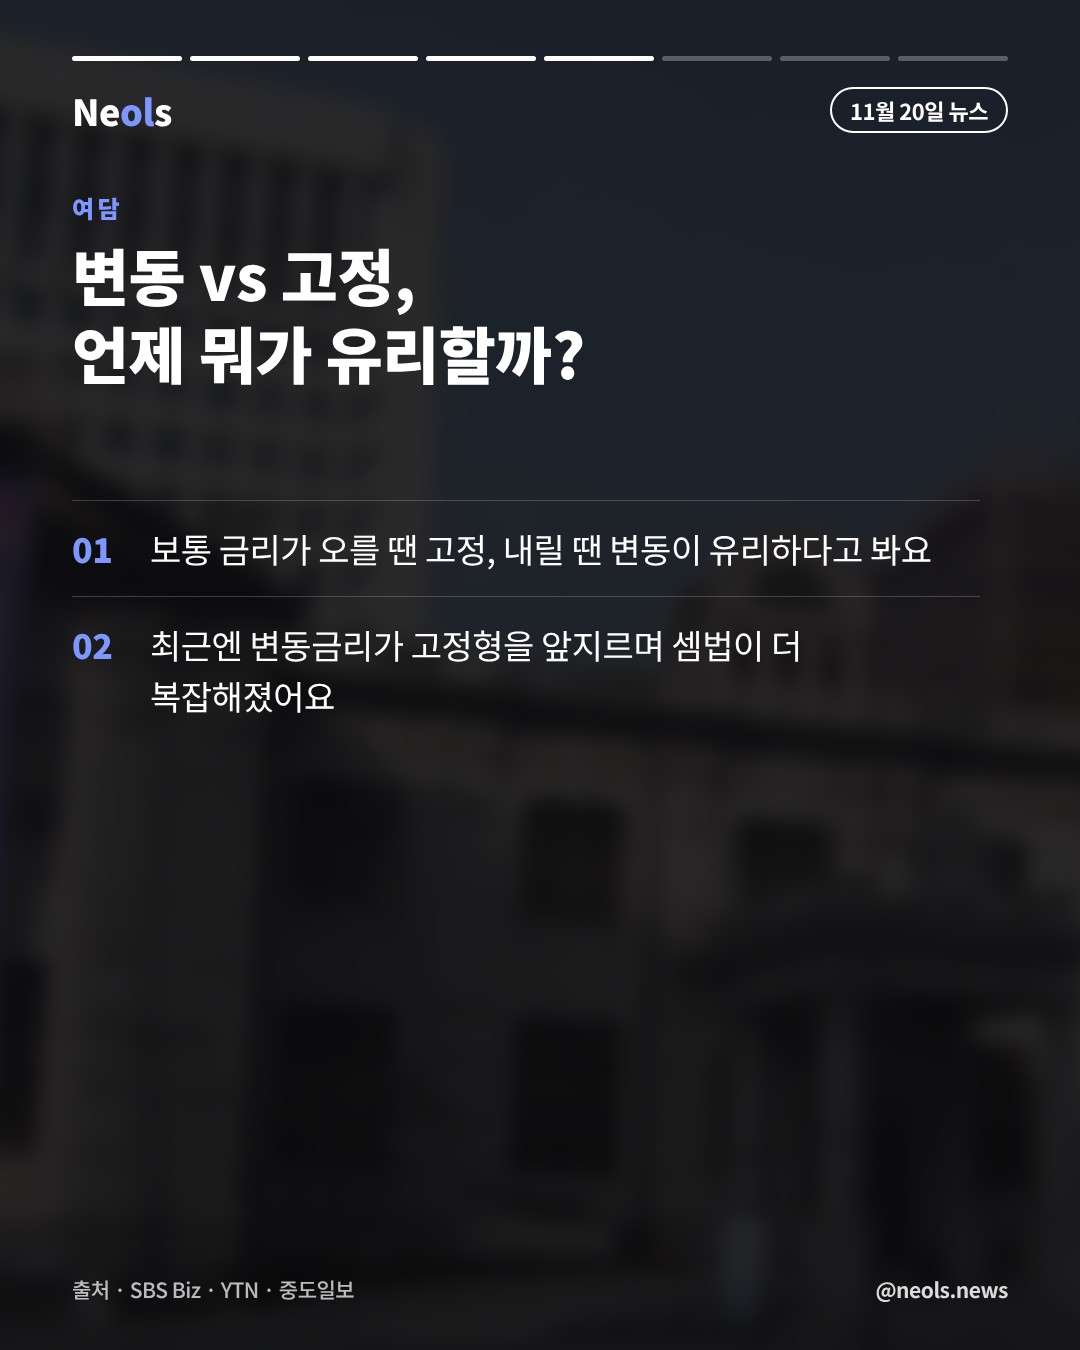 Neols
11월 20일 뉴스
여담
변동 vs 고정,
언제 뭐가 유리할까?
01 보통 금리가 오를 땐 고정, 내릴 땐 변동이 유리하다고 봐요
02 최근엔 변동금리가 고정형을 앞지르며 셈법이 더
복잡해졌어요
출처 · SBS Biz · YTN · 중도일보
@neols.news